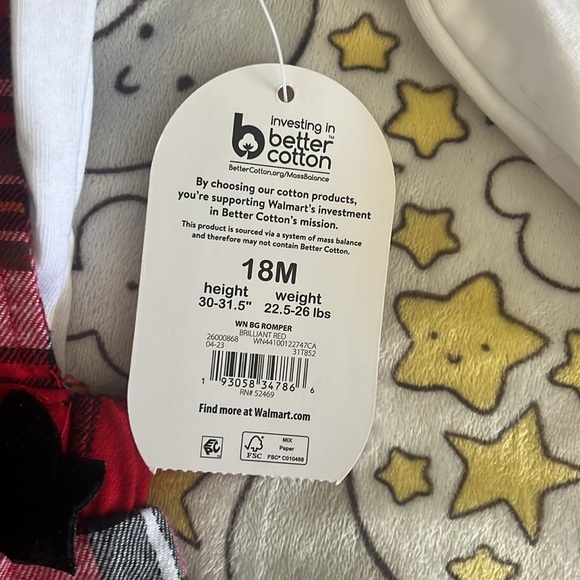 investing in
better™
cotton
BetterCotton.org/MassBalance
By choosing our cotton products,
you're supporting Walmart's investment
in Better Cotton's mission.
This product is sourced via a system of mass balance
and therefore may not contain Better Cotton.
18M
height weight
30-31.5" 22.5-26 lbs
WN BG ROMPER
BRILLIANT RED
26000868 WN44100122747CA
04-23 31T852
1 93058 34786 6
RN# 52469
Find more at Walmart.com
FSC
MIX
Paper
FSC® C010468